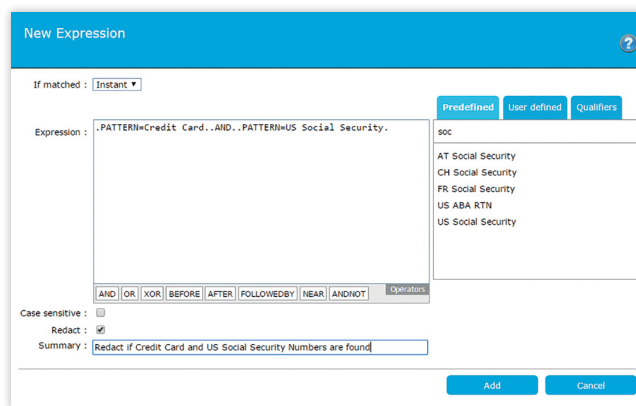 New Expression
?
If matched : Instant ▼
Predefined User defined Qualifiers
Expression : .PATTERN=Credit Card..AND..PATTERN=US Social Security.
soc
AT Social Security
CH Social Security
FR Social Security
US ABA RTN
US Social Security
AND OR XOR BEFORE AFTER FOLLOWEDBY NEAR ANDNOT Operators
Case sensitive :
Redact :
Summary : Redact if Credit Card and US Social Security Numbers are found
Add Cancel